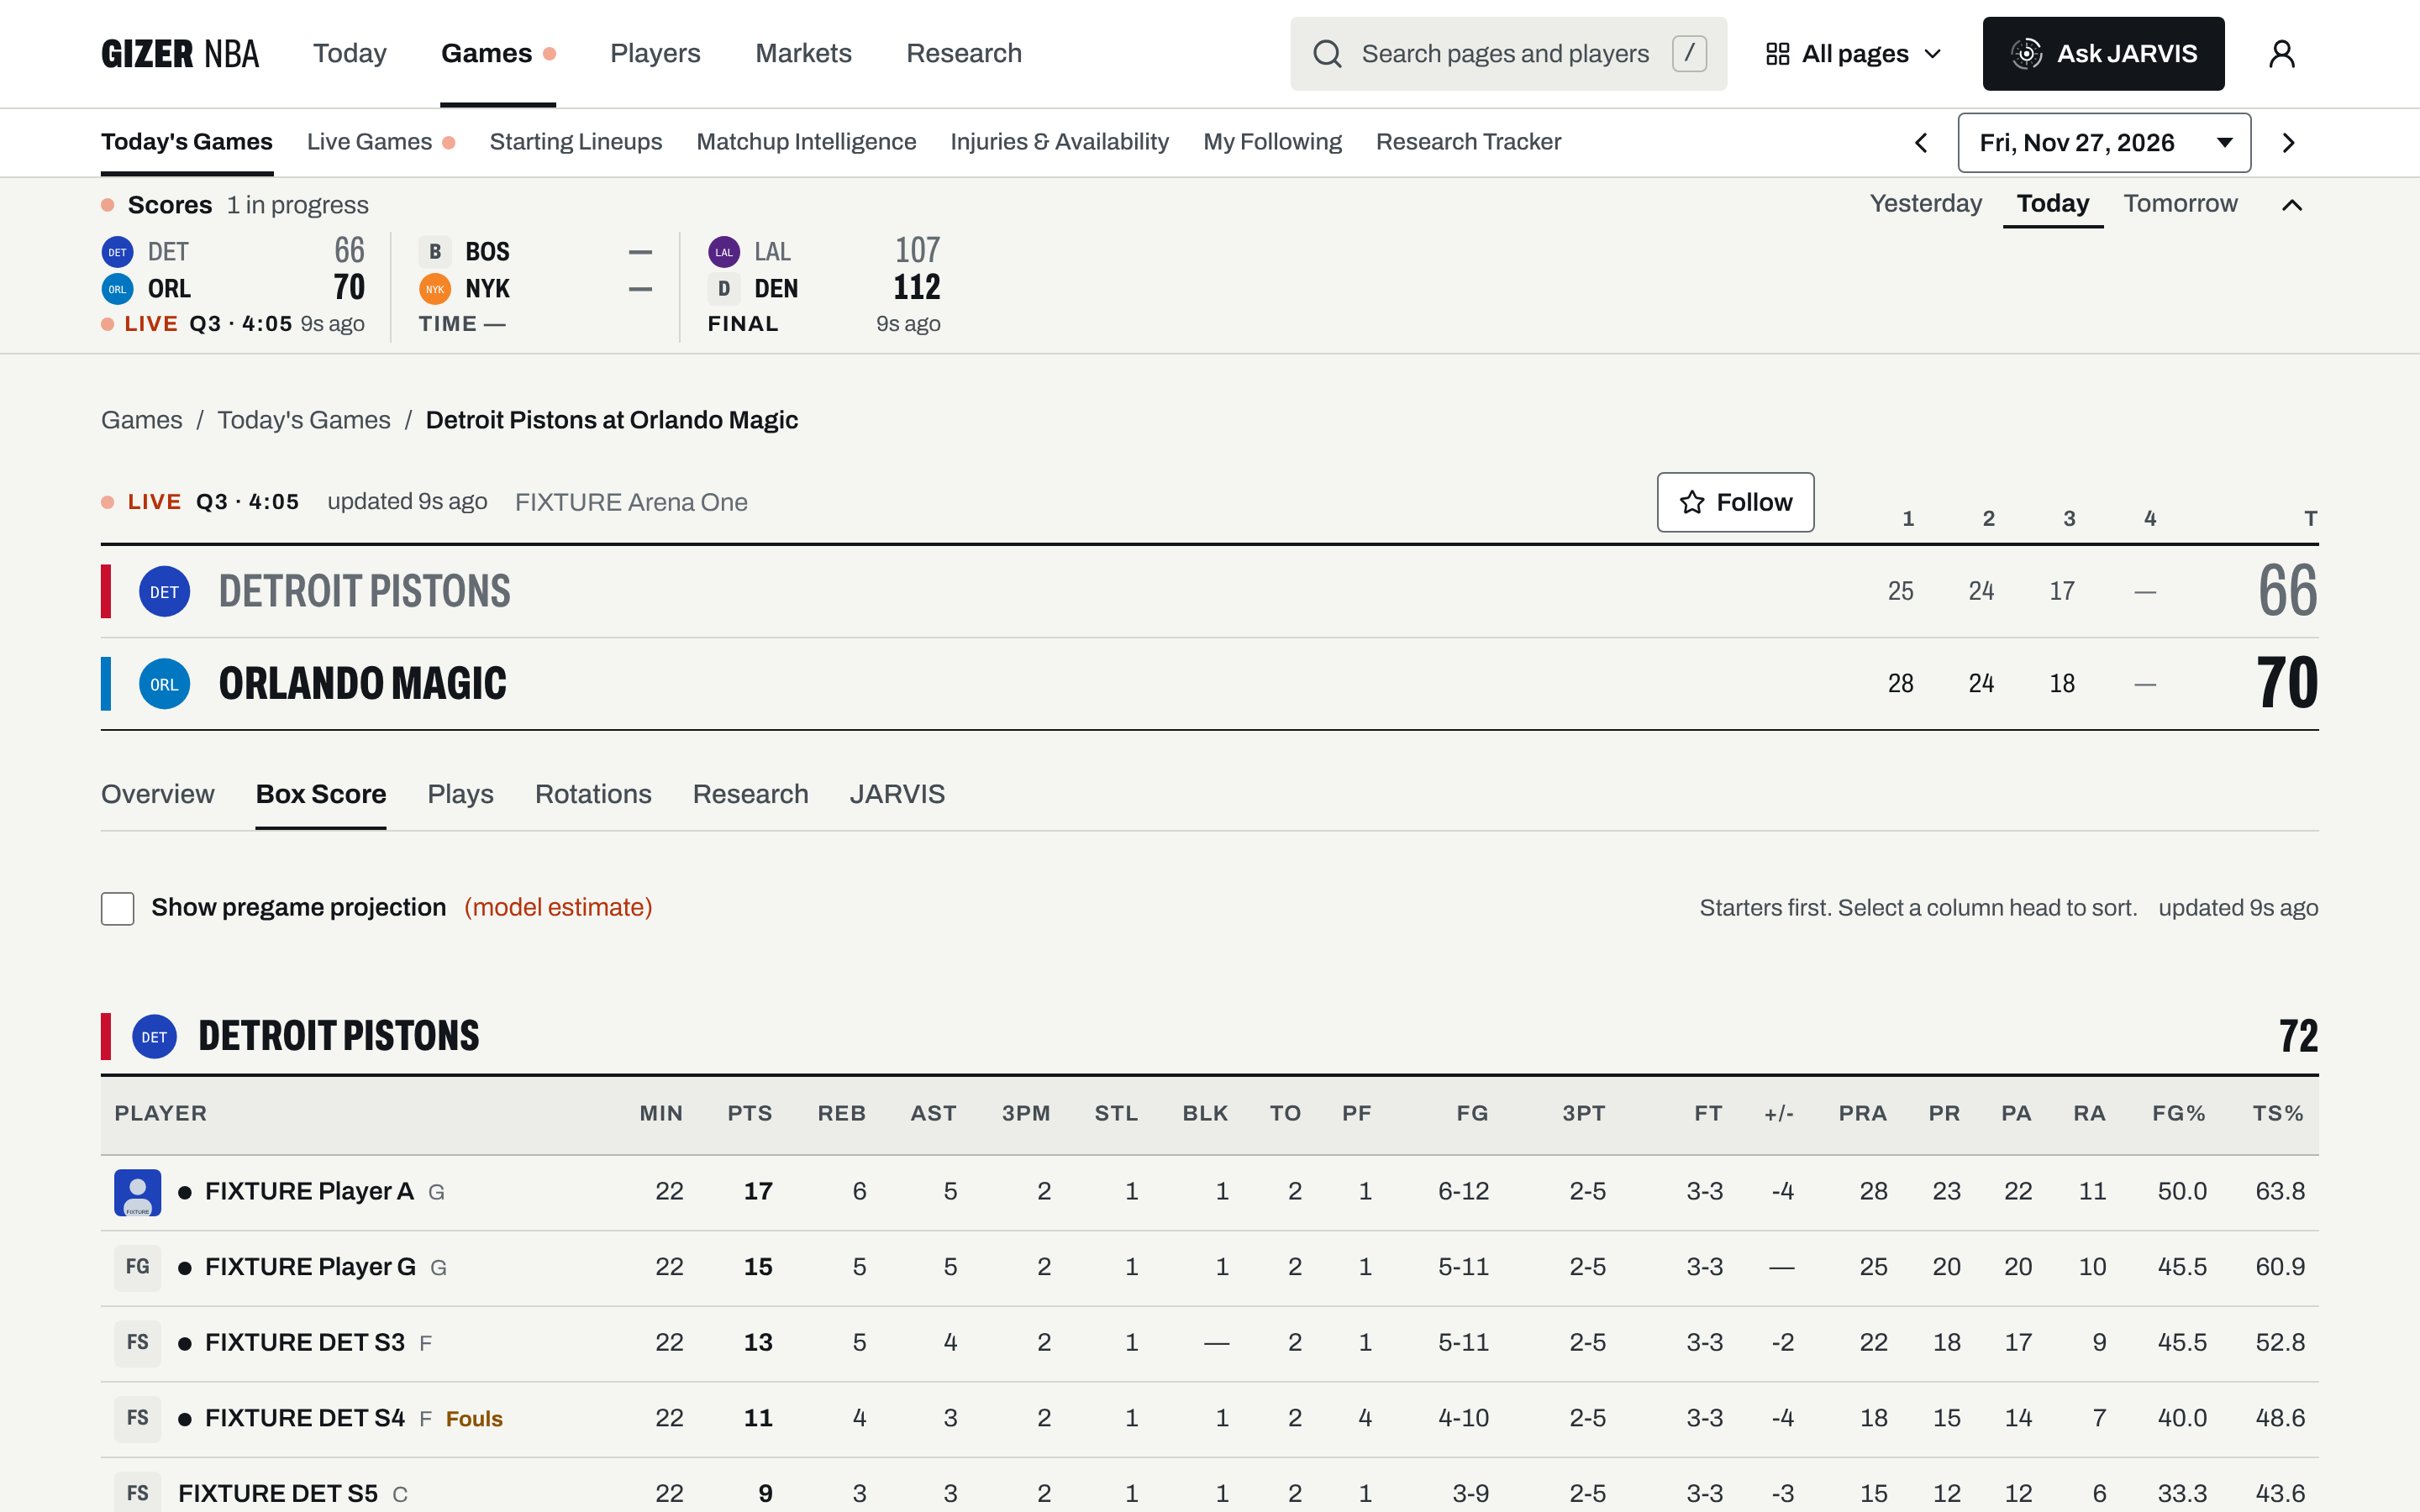 GIZER NBA Today Games Players Markets Research Search pages and players / All pages Ask JARVIS
Today's Games Live Games Starting Lineups Matchup Intelligence Injuries & Availability My Following Research Tracker Fri, Nov 27, 2026
Scores 1 in progress Yesterday Today Tomorrow
DET DET 66 B BOS — LAL LAL 107
ORL ORL 70 NYK NYK — D DEN 112
LIVE Q3 · 4:05 9s ago TIME — FINAL 9s ago
Games / Today's Games / Detroit Pistons at Orlando Magic
LIVE Q3 · 4:05 updated 9s ago FIXTURE Arena One Follow 1 2 3 4 T
DET DETROIT PISTONS 25 24 17 — 66
ORL ORLANDO MAGIC 28 24 18 — 70
Overview Box Score Plays Rotations Research JARVIS
Show pregame projection (model estimate) Starters first. Select a column head to sort. updated 9s ago
DET DETROIT PISTONS 72
PLAYER MIN PTS REB AST 3PM STL BLK TO PF FG 3PT FT +/- PRA PR PA RA FG% TS%
FIXTURE FIXTURE Player A G 22 17 6 5 2 1 1 2 1 6-12 2-5 3-3 -4 28 23 22 11 50.0 63.8
FG FIXTURE Player G G 22 15 5 5 2 1 1 2 1 5-11 2-5 3-3 — 25 20 20 10 45.5 60.9
FS FIXTURE DET S3 F 22 13 5 4 2 1 — 2 1 5-11 2-5 3-3 -2 22 18 17 9 45.5 52.8
FS FIXTURE DET S4 F Fouls 22 11 4 3 2 1 1 2 4 4-10 2-5 3-3 -4 18 15 14 7 40.0 48.6
FS FIXTURE DET S5 C 22 9 3 3 2 1 1 2 1 3-9 2-5 3-3 -3 15 12 12 6 33.3 43.6